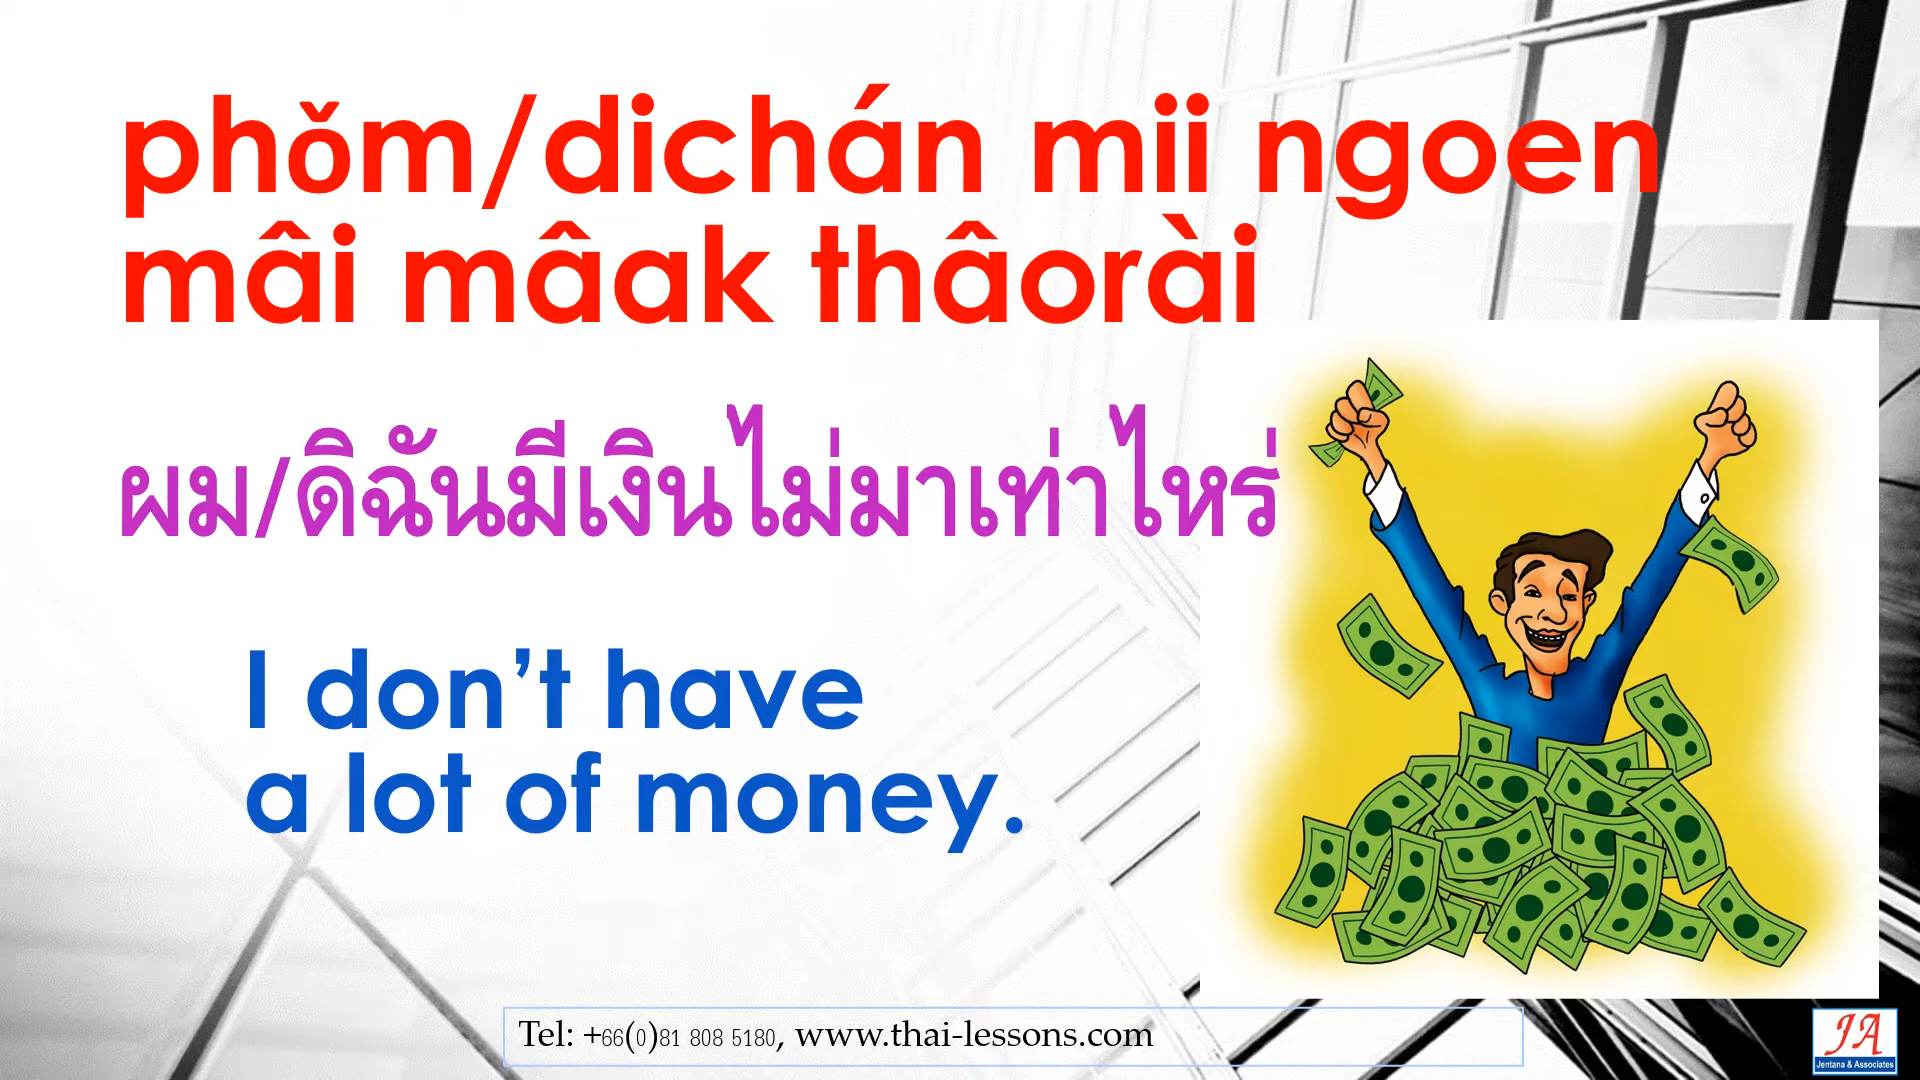 phǒm/dichán mii ngoen
mâi mâak thâorài
ผม/ดิฉันมีเงินไม่มาเท่าไหร่
I don’t have
a lot of money.
Tel: +66(0)81 808 5180, www.thai-lessons.com
JA
Jentana & Associates